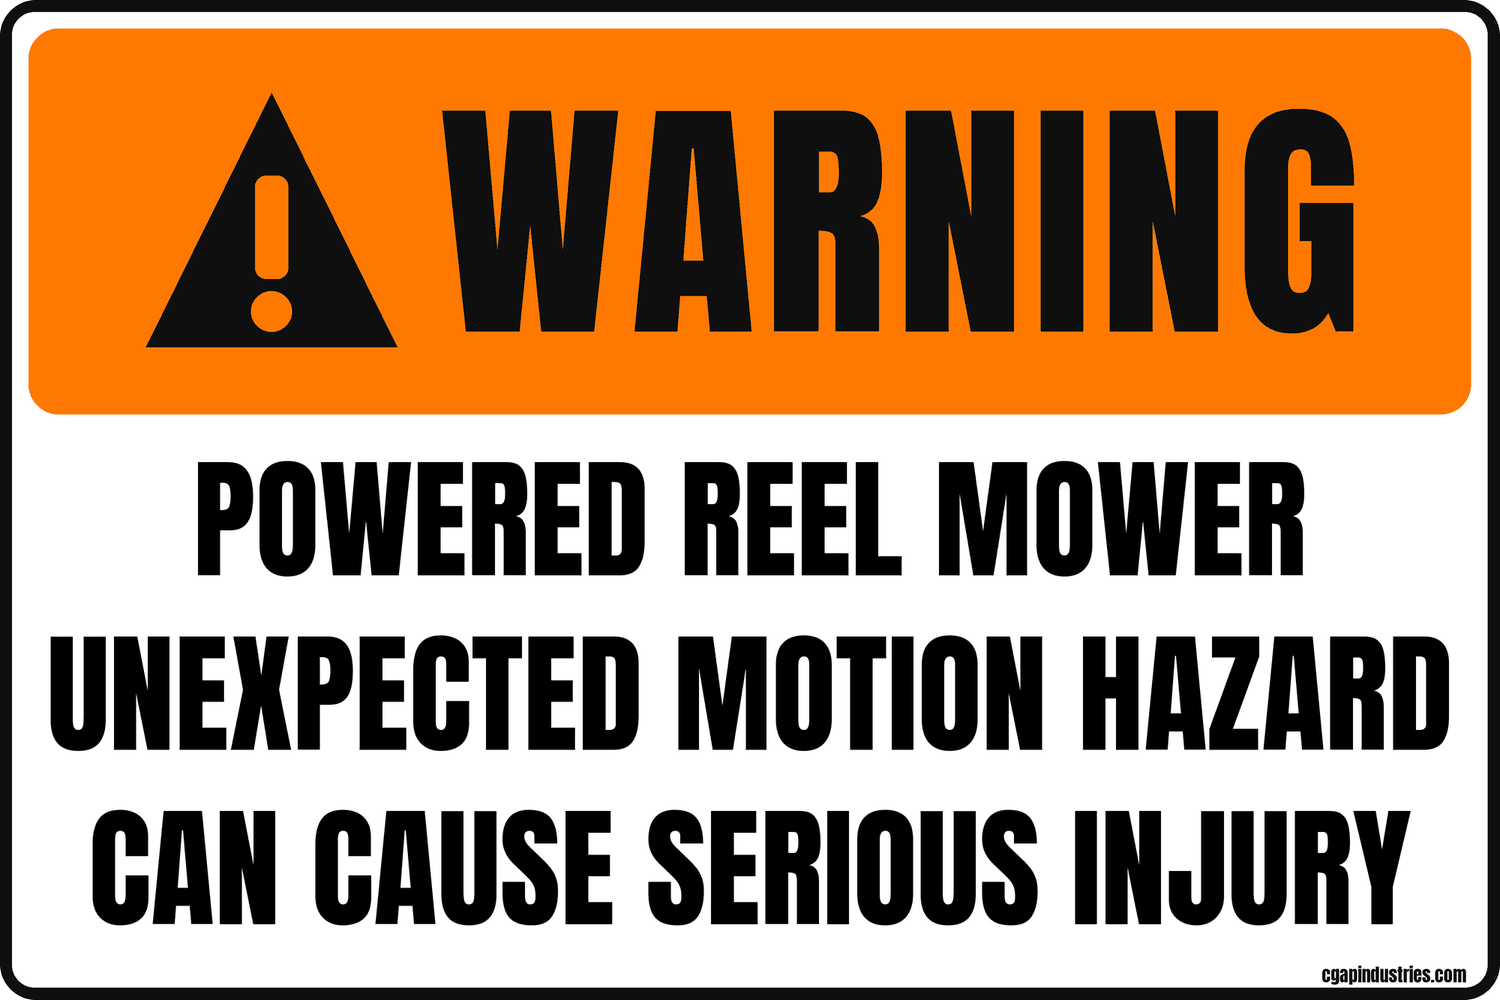 WARNING
POWERED REEL MOWER
UNEXPECTED MOTION HAZARD
CAN CAUSE SERIOUS INJURY
cgapindustries.com